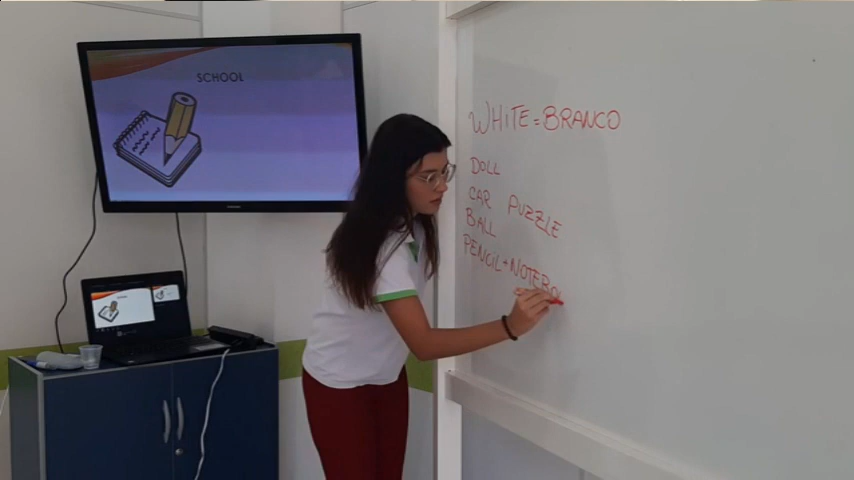 SCHOOL
WHITE = BRANCO
DOLL
CAR PUZZLE
BALL
PENCIL + NOTEBO